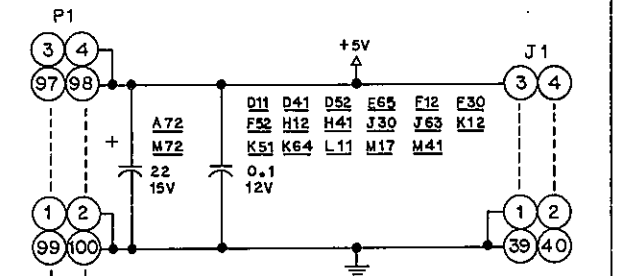 P1
+5V
J1
3 4
3 4
97 98
D11 D41 D52 E65 F12 F30
A72
F52 H12 H41 J30 J63 K12
+
M72
K51 K64 L11 M17 M41
22
0.1
15V
12V
1 2
1 2
99 100
39 40